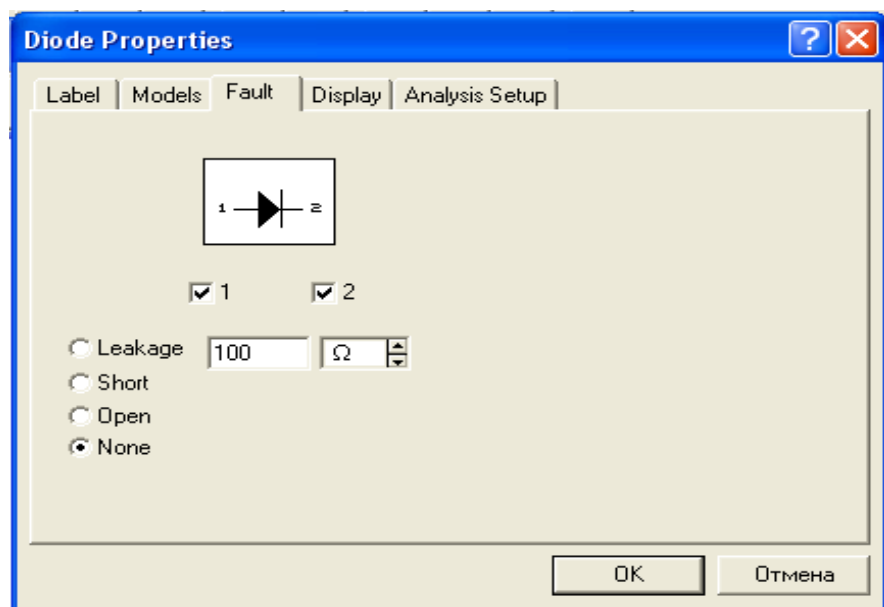 Diode Properties
Label Models Fault Display Analysis Setup
1 2
1 2
Leakage 100 Ω
Short
Open
None
OK Отмена